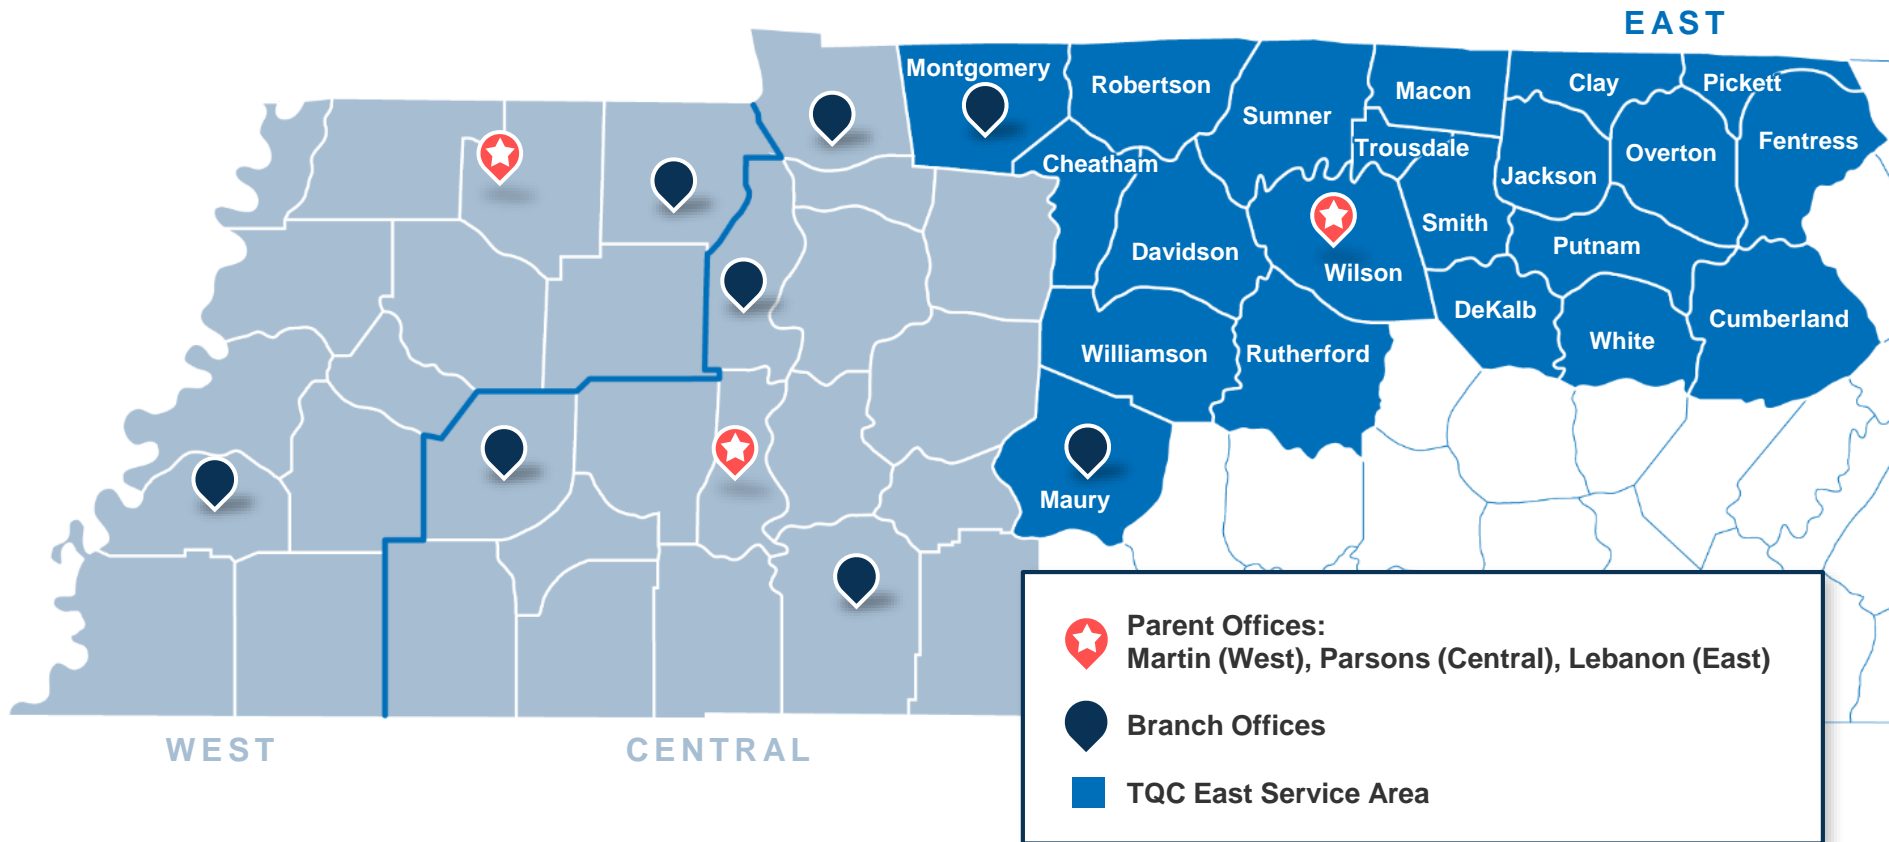 EAST
Montgomery
Robertson
Sumner
Macon
Clay
Pickett
Cheatham
Trousdale
Jackson
Overton
Fentress
Davidson
Wilson
Smith
Putnam
Williamson
Rutherford
DeKalb
White
Cumberland
Maury
WEST
CENTRAL
Parent Offices:
Martin (West), Parsons (Central), Lebanon (East)
Branch Offices
TQC East Service Area